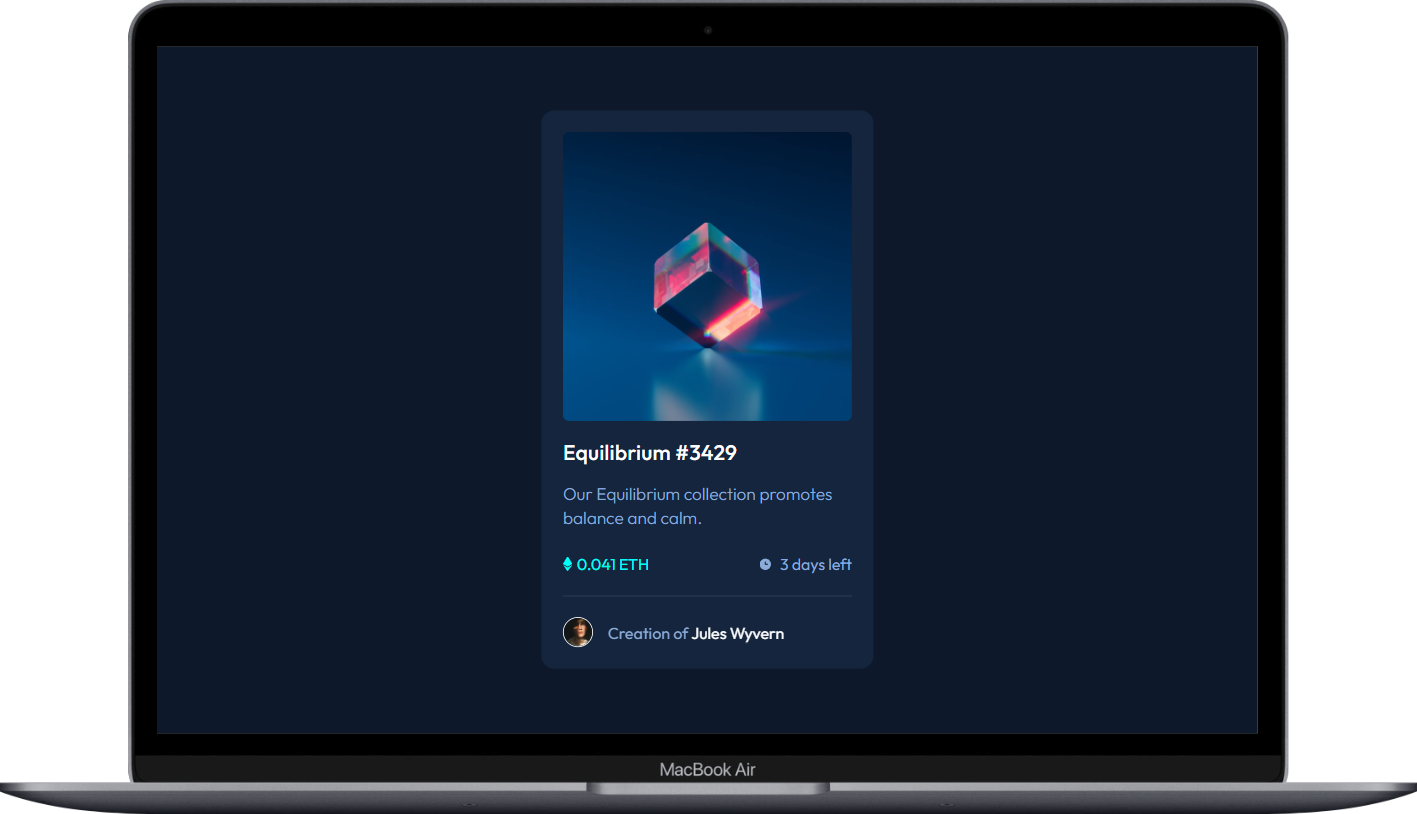 Equilibrium #3429
Our Equilibrium collection promotes
balance and calm.
0.041 ETH
3 days left
Creation of Jules Wyvern
MacBook Air